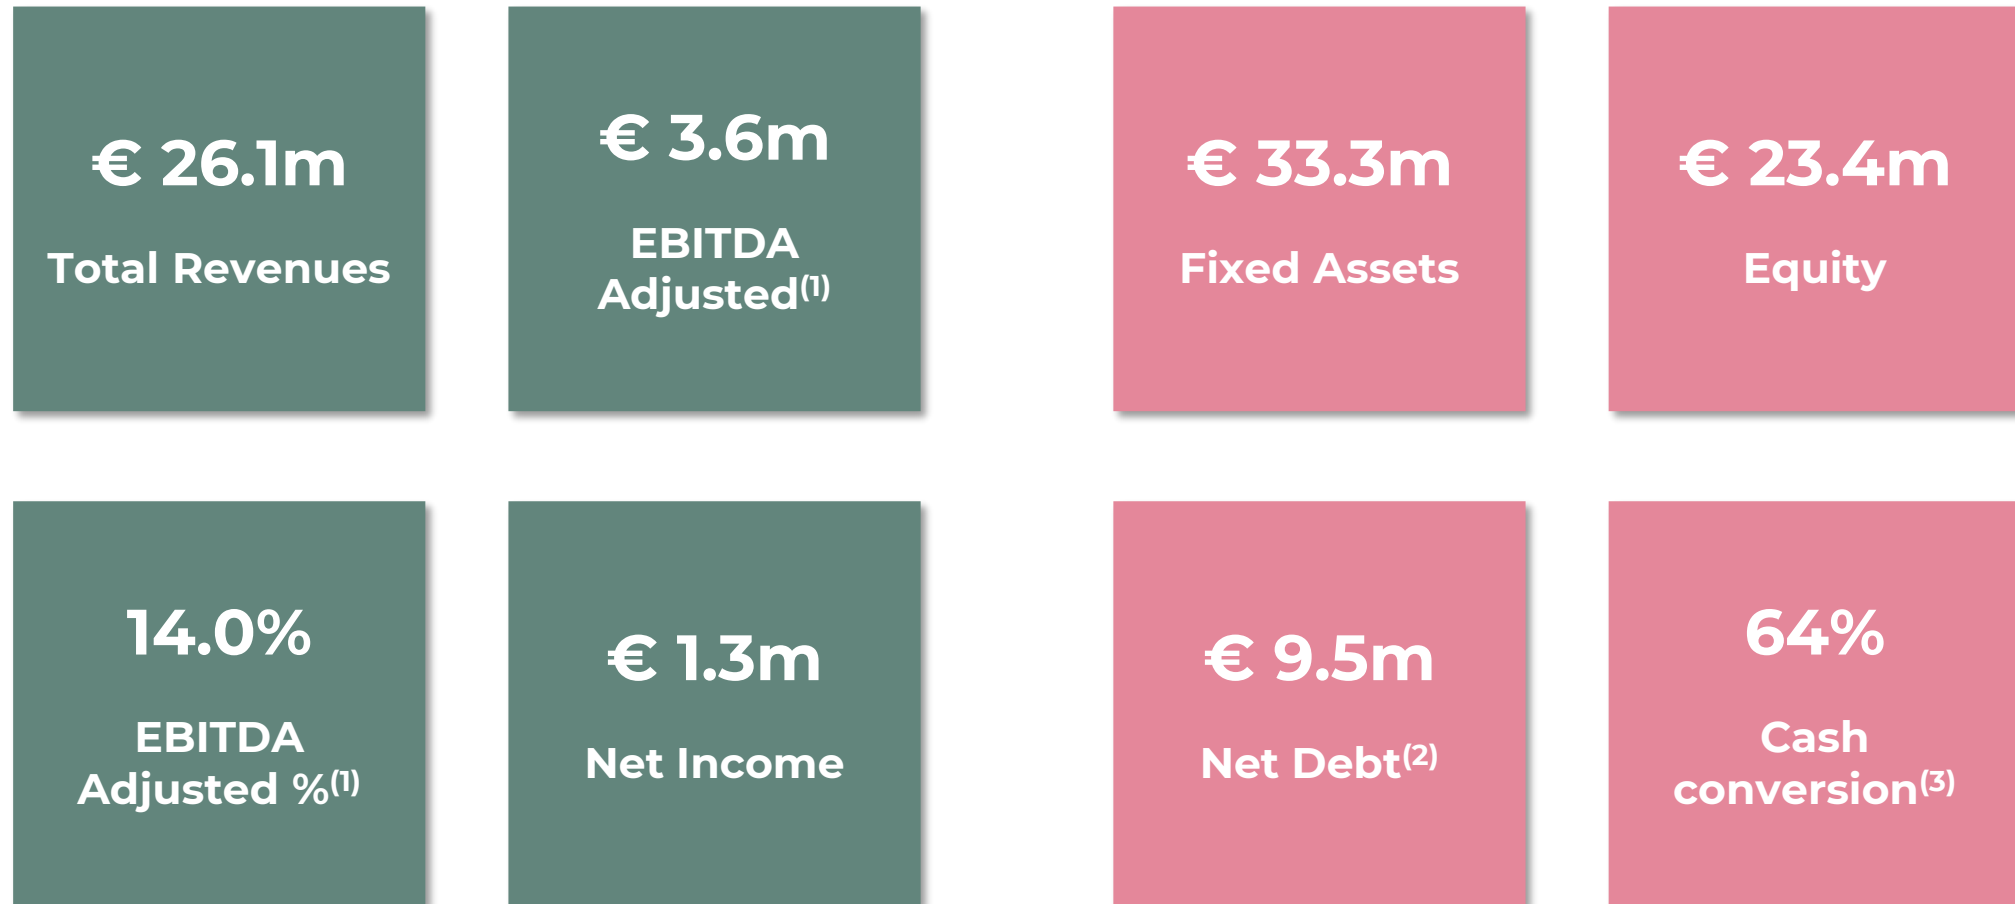 € 26.1m
Total Revenues
€ 3.6m
EBITDA
Adjusted(1)
€ 33.3m
Fixed Assets
€ 23.4m
Equity
14.0%
EBITDA
Adjusted %(1)
€ 1.3m
Net Income
€ 9.5m
Net Debt(2)
64%
Cash
conversion(3)